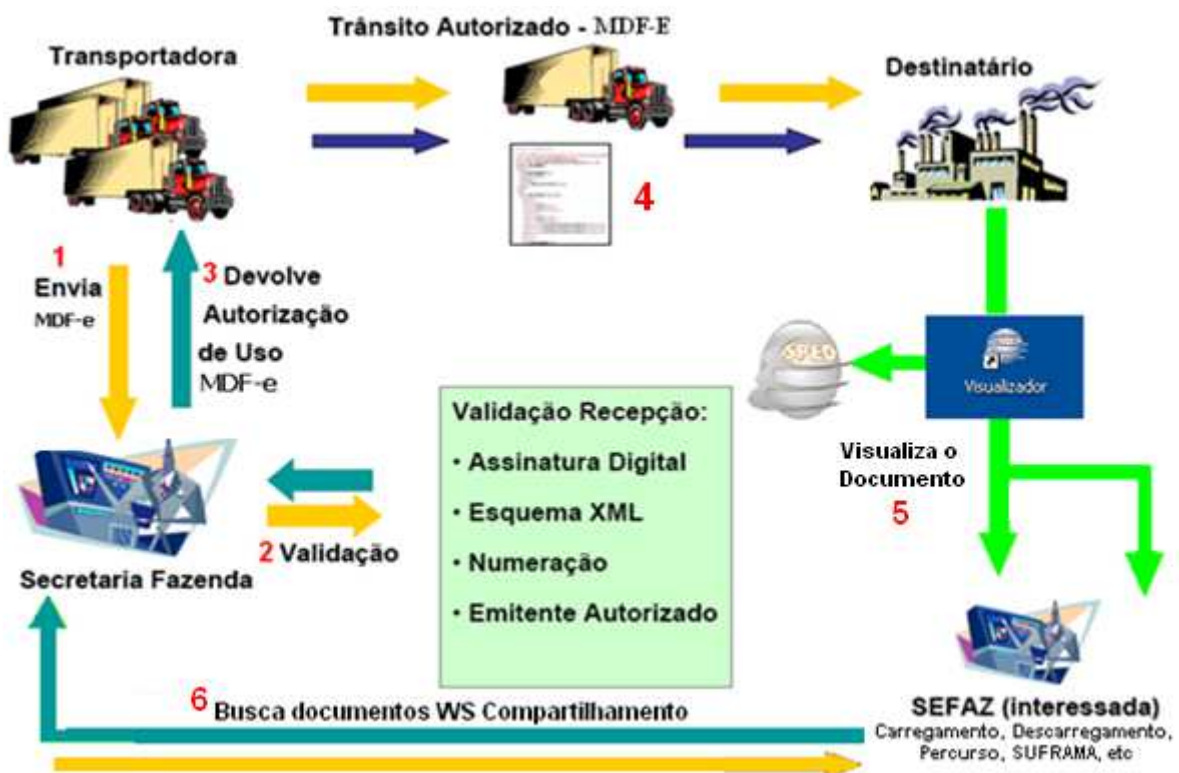 Trânsito Autorizado - MDF-E
Transportadora
Destinatário
4
1
Envia
MDF-e
3 Devolve
Autorização
de Uso
MDF-e
SPED
Visualizador
Validação Recepção:
• Assinatura Digital
• Esquema XML
• Numeração
• Emitente Autorizado
Visualiza o
Documento
5
2 Validação
Secretaria Fazenda
6 Busca documentos WS Compartilhamento
SEFAZ (interessada)
Carregamento, Descarregamento,
Percurso, SUFRAMA, etc